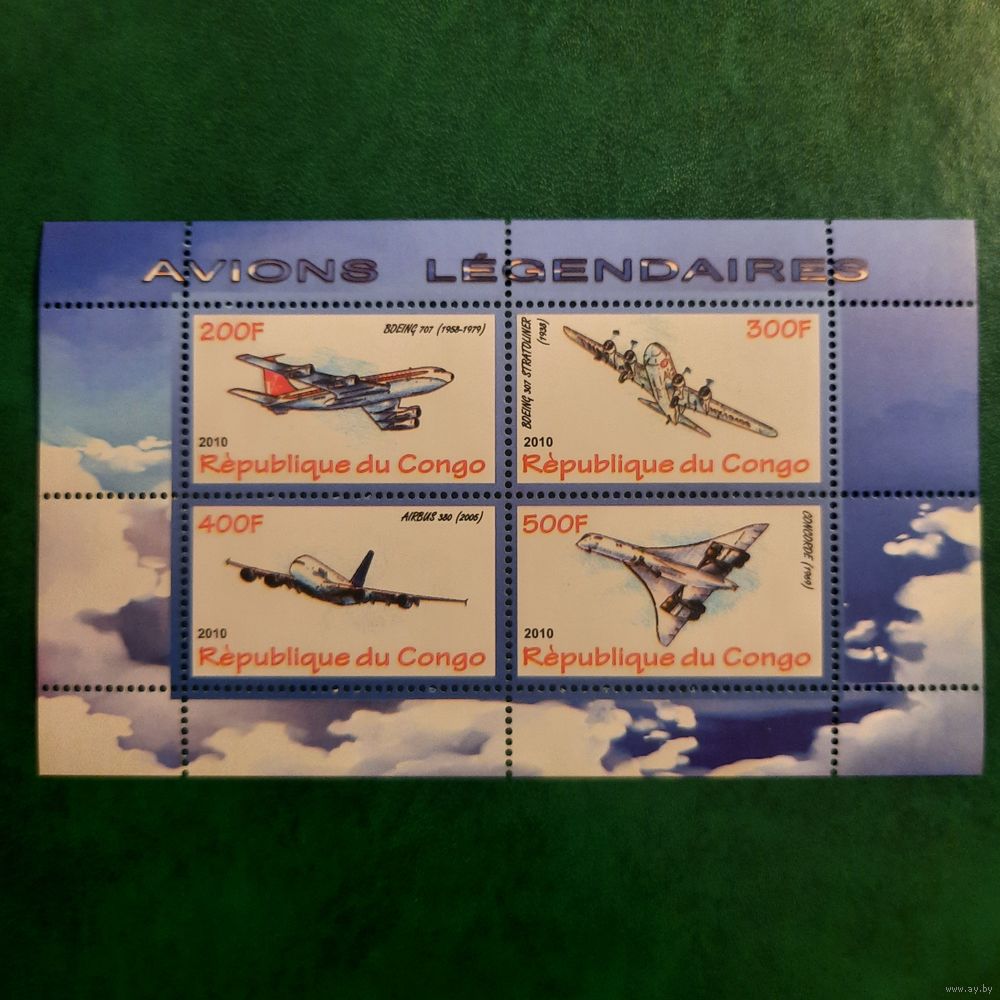 AVIONS LÉGENDAIRES
200F
BOEING 707 (1958-1979)
2010
Rèpublique du Congo
BOEING 307 STRATOLINER
(1938)
300F
2010
Rèpublique du Congo
400F
AIRBUS 380 (2005)
2010
Rèpublique du Congo
500F
CONCORDE (1969)
2010
Rèpublique du Congo
www.ay.by